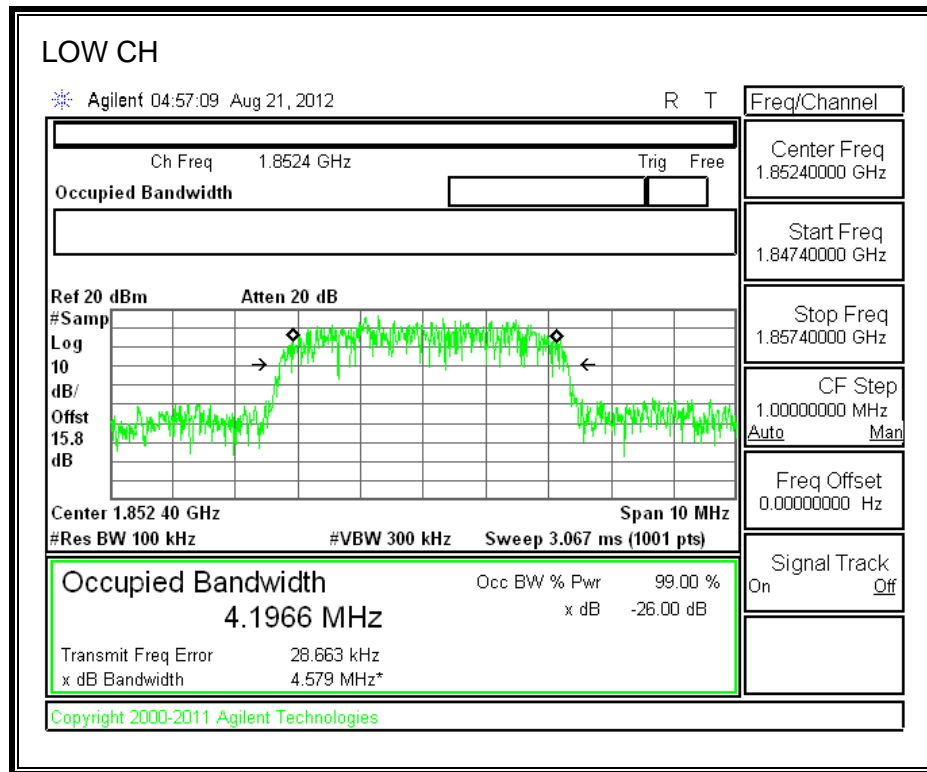 LOW CH
Agilent 04:57:09 Aug 21, 2012 R T
Freq/Channel
Ch Freq 1.8524 GHz Trig Free
Occupied Bandwidth
Center Freq
1.85240000 GHz
Start Freq
1.84740000 GHz
Stop Freq
1.85740000 GHz
CF Step
1.00000000 MHz
Auto Man
Freq Offset
0.00000000 Hz
Signal Track
On Off
Ref 20 dBm Atten 20 dB
#Samp
Log
10
dB/
Offst
15.8
dB
Center 1.852 40 GHz Span 10 MHz
#Res BW 100 kHz #VBW 300 kHz Sweep 3.067 ms (1001 pts)
Occupied Bandwidth Occ BW % Pwr 99.00 %
4.1966 MHz x dB -26.00 dB
Transmit Freq Error 28.663 kHz
x dB Bandwidth 4.579 MHz*
Copyright 2000-2011 Agilent Technologies